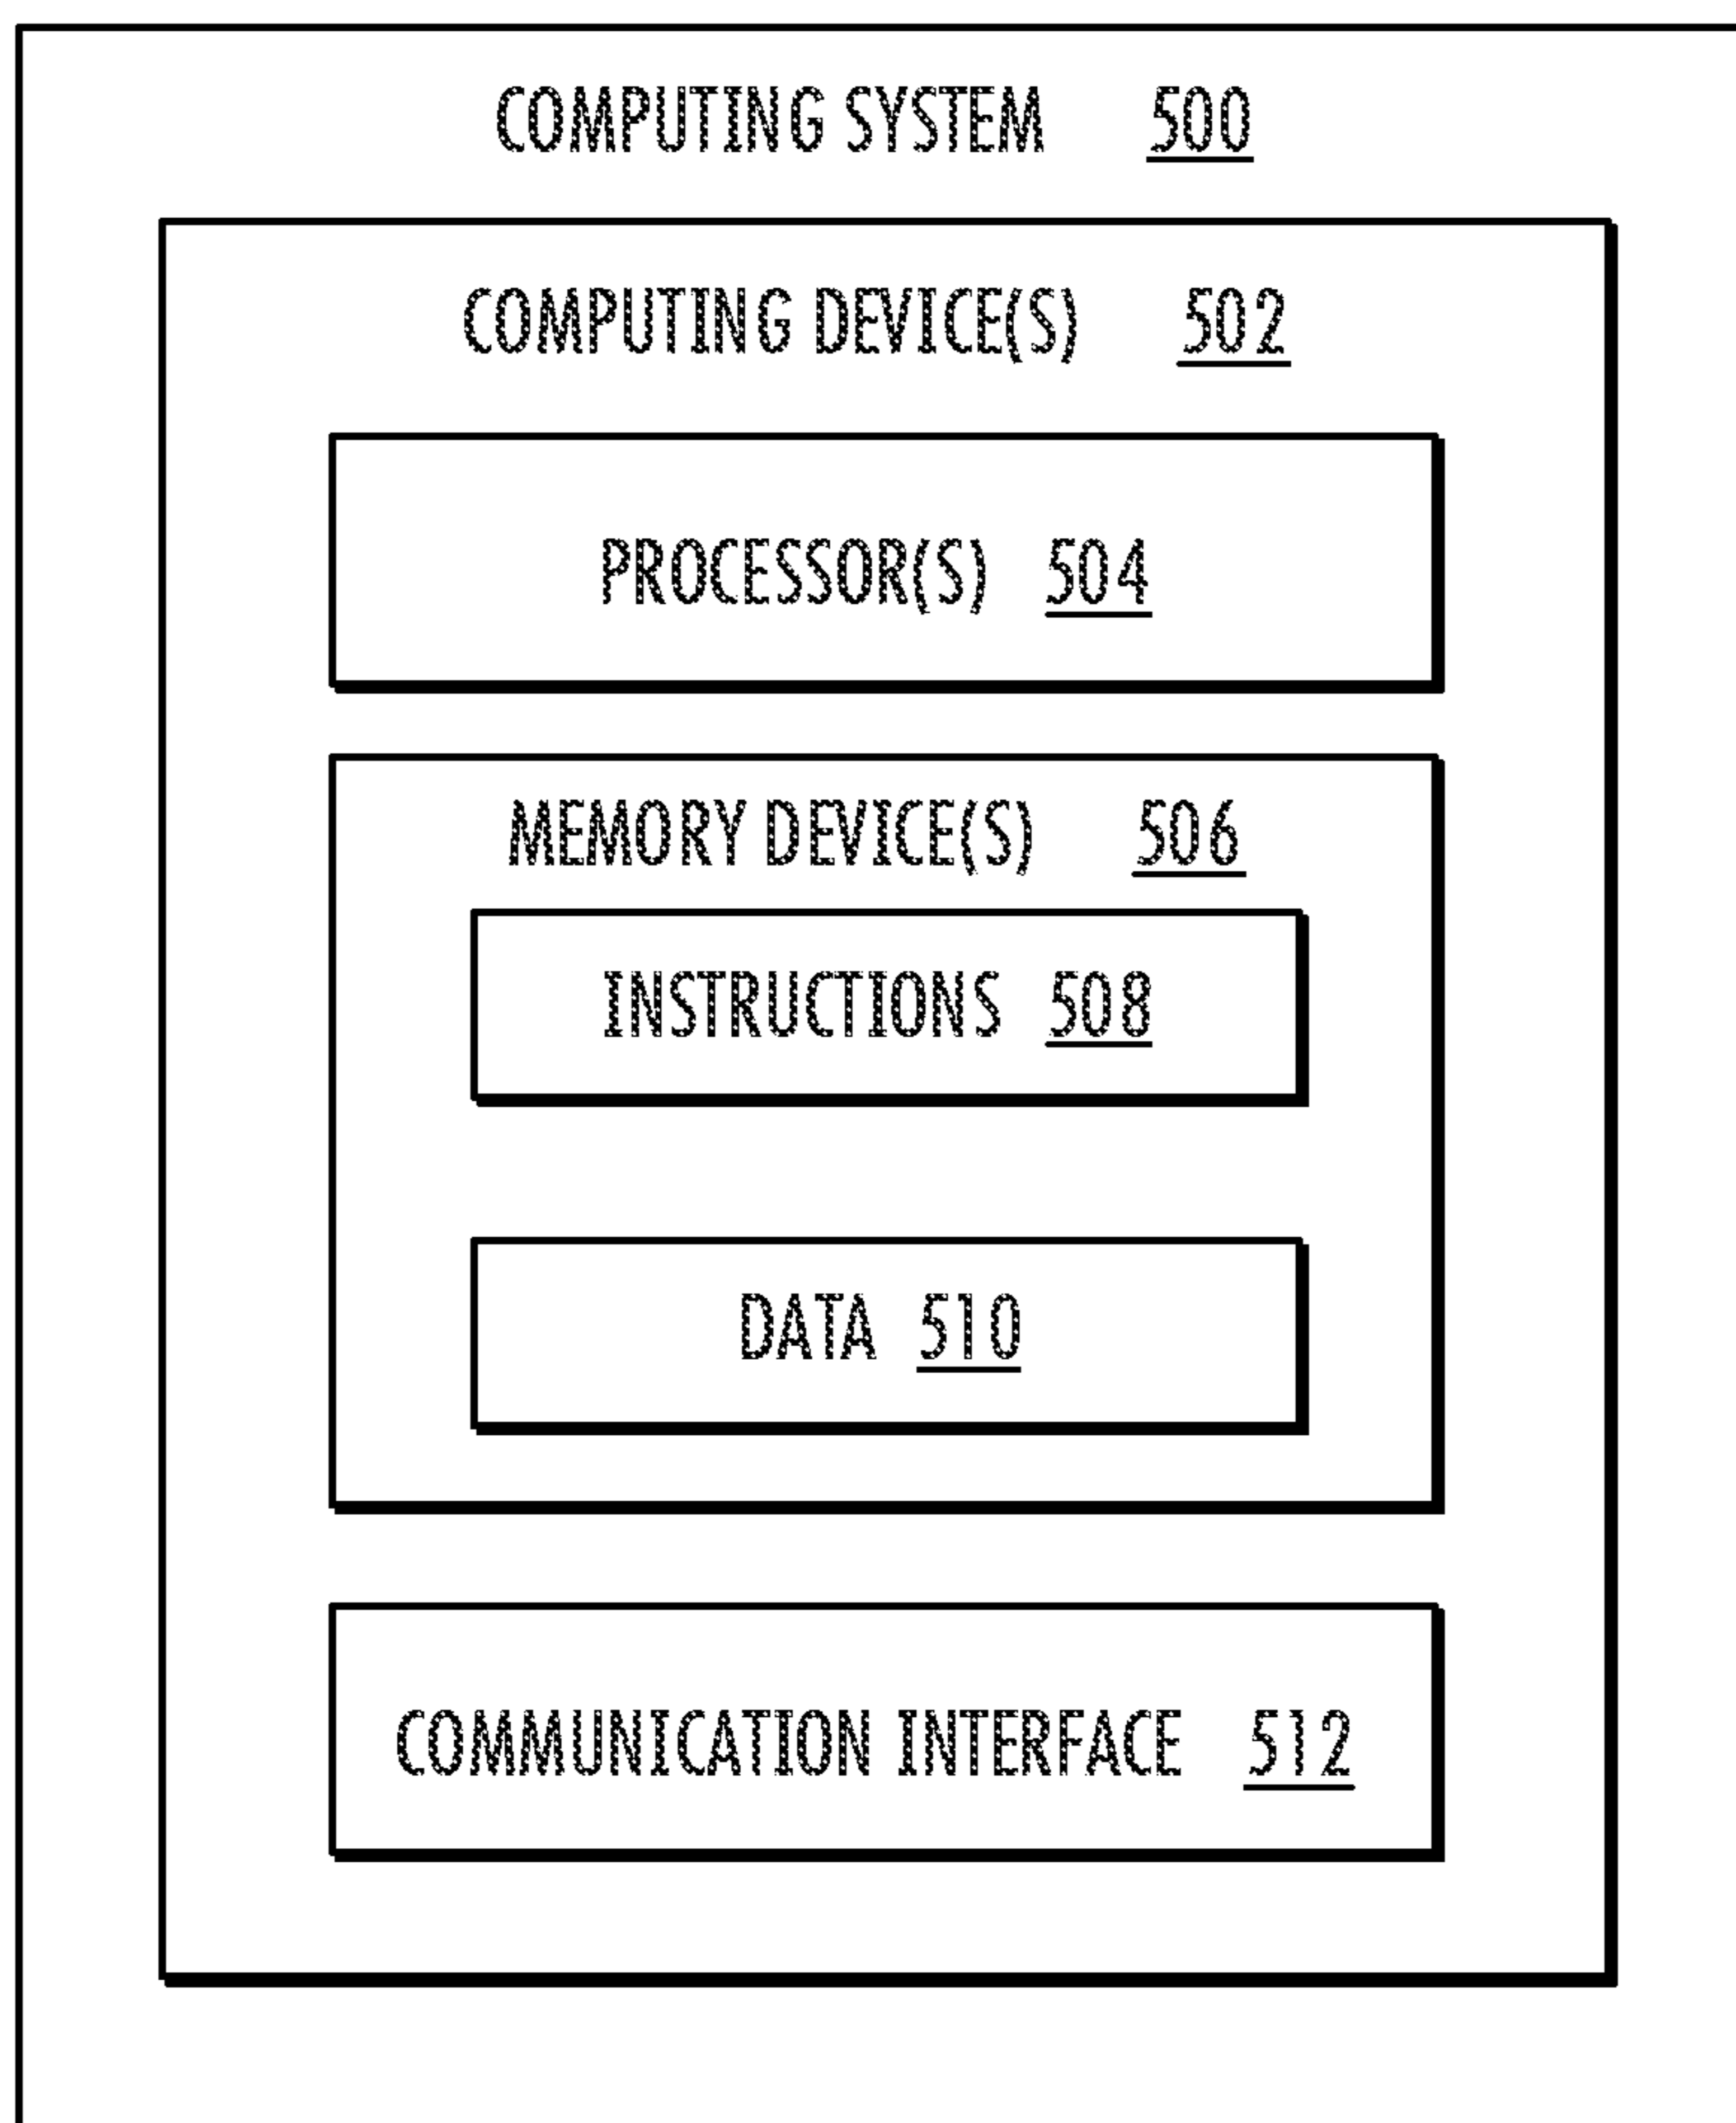 COMPUTING SYSTEM 500
COMPUTING DEVICE(S) 502
PROCESSOR(S) 504
MEMORY DEVICE(S) 506
INSTRUCTIONS 508
DATA 510
COMMUNICATION INTERFACE 512